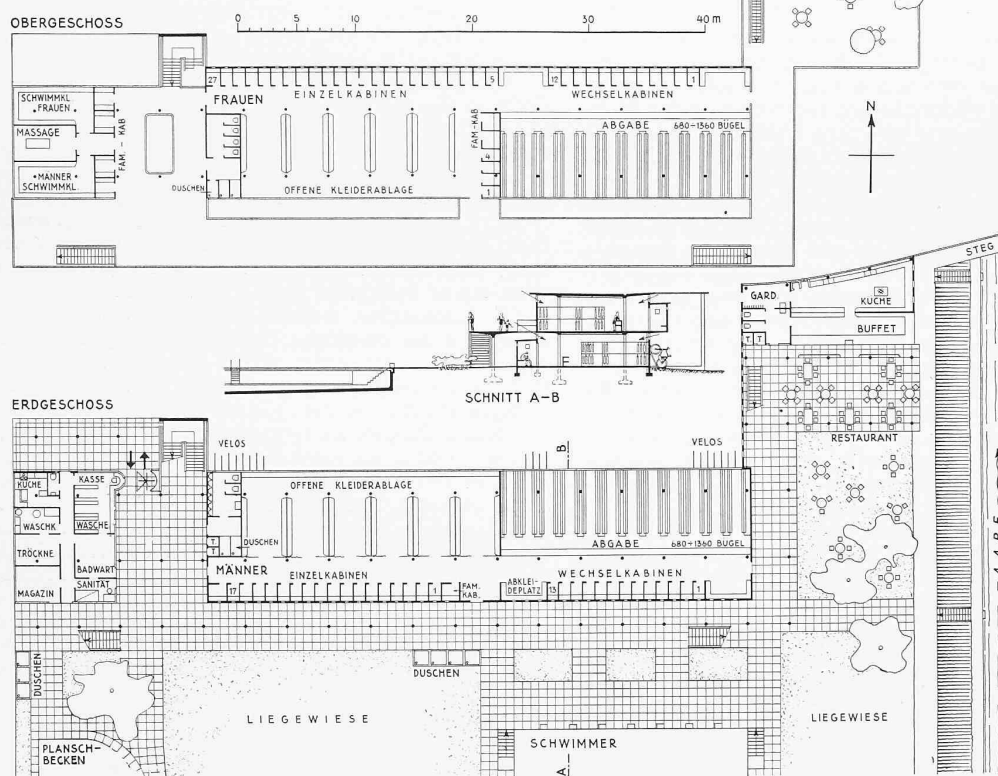 OBERGESCHOSS
0 5 10 20 30 40 m
27
5
12
1
EINZELKABINEN
WECHSELKABINEN
SCHWIMMKL.
FRAUEN
FRAUEN
MASSAGE
FAM. - KAB
FAM-KAB
ABGABE 680-1360 BÜGEL
MÄNNER
SCHWIMMKL.
DUSCHEN
OFFENE KLEIDERABLAGE
1
N
STEG
GARD.
KÜCHE
BUFFET
T. T
SCHNITT A-B
ERDGESCHOSS
VELOS
B
VELOS
RESTAURANT
KÜCHE
KASSE
OFFENE KLEIDERABLAGE
WASCHK
WÄSCHE
T.
T
DUSCHEN
ABGABE 680-1360 BÜGEL
TRÖCKNE
BADWART
MÄNNER
EINZELKABINEN
WECHSELKABINEN
SANITÄT
MAGAZIN
17
1
FAM.
KAB.
ABKLEI-
DEPLATZ
13
1
AARE
DUSCHEN
DUSCHEN
LIEGEWIESE
LIEGEWIESE
PLANSCH-
BECKEN
SCHWIMMER
A